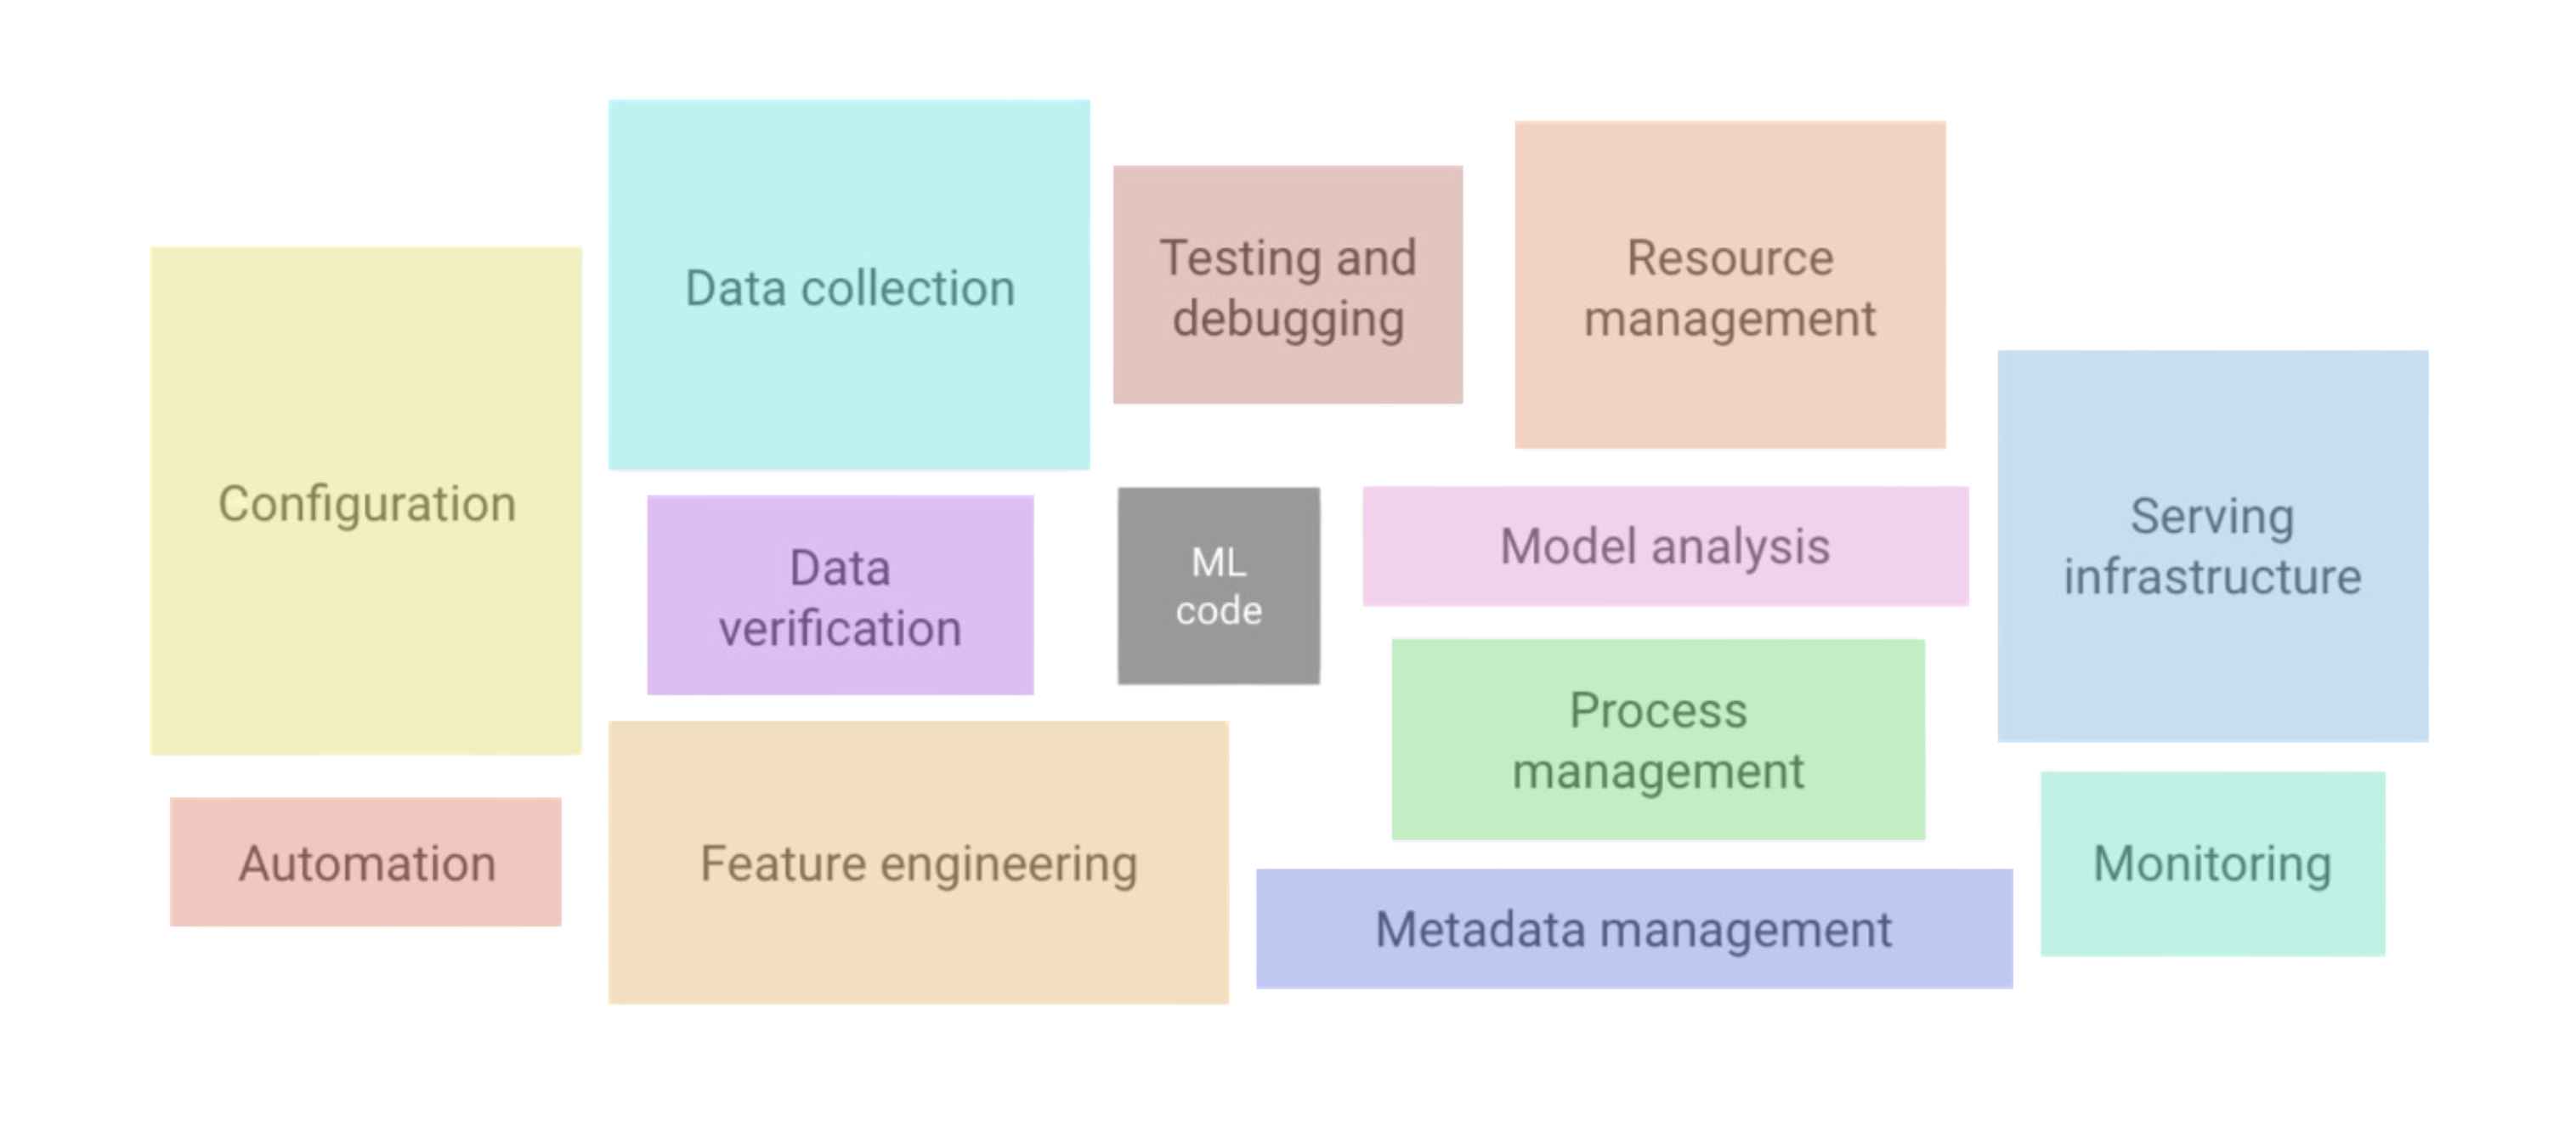 Configuration
Automation
Data collection
Data
verification
Feature engineering
Testing and
debugging
ML
code
Resource
management
Model analysis
Process
management
Metadata management
Serving
infrastructure
Monitoring